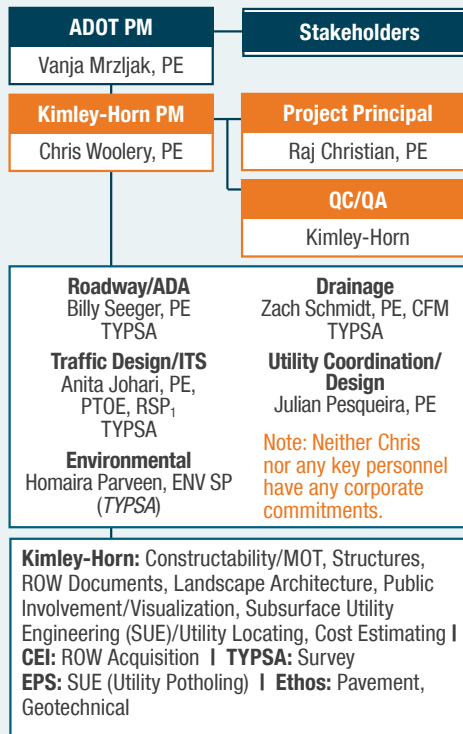 ADOT PM
Vanja Mrzljak, PE
Stakeholders
Kimley-Horn PM
Chris Woolery, PE
Project Principal
Raj Christian, PE
QC/QA
Kimley-Horn
Roadway/ADA
Billy Seeger, PE
TYPSA
Traffic Design/ITS
Anita Johari, PE,
PTOE, RSP₁
TYPSA
Environmental
Homaira Parveen, ENV SP
(TYPSA)
Drainage
Zach Schmidt, PE, CFM
TYPSA
Utility Coordination/
Design
Julian Pesqueira, PE
Note: Neither Chris
nor any key personnel
have any corporate
commitments.
Kimley-Horn: Constructability/MOT, Structures,
ROW Documents, Landscape Architecture, Public
Involvement/Visualization, Subsurface Utility
Engineering (SUE)/Utility Locating, Cost Estimating |
CEI: ROW Acquisition | TYPSA: Survey
EPS: SUE (Utility Potholing) | Ethos: Pavement,
Geotechnical